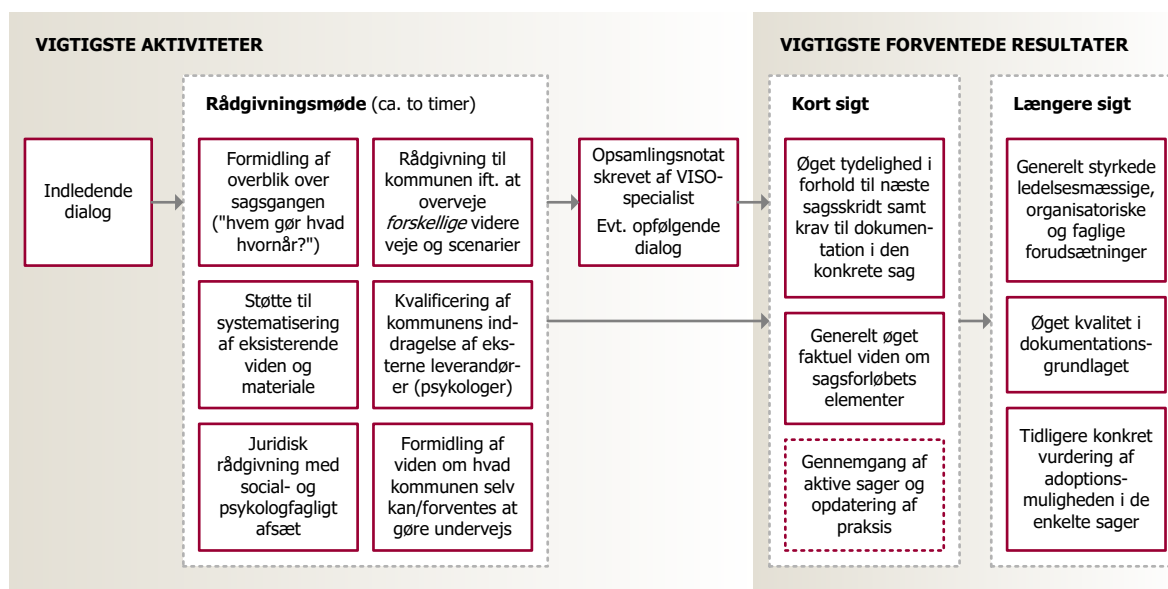 VIGTIGSTE AKTIVITETER
Indledende
dialog
Rådgivningsmøde (ca. to timer)
Formidling af
overblik over
sagsgangen
("hvem gør hvad
hvornår?")
Rådgivning til
kommunen ift. at
overveje
forskellige videre
veje og scenarier
Støtte til
systematisering
af eksisterende
viden og
materiale
Kvalificering af
kommunens ind-
dragelse af eks-
terne leverandør-
er (psykologer)
Juridisk
rådgivning med
social- og
psykologfagligt
afsæt
Formidling af
viden om hvad
kommunen selv
kan/forventes at
gøre undervejs
Opsamlingsnotat
skrevet af VISO-
specialist
Evt. opfølgende
dialog
VIGTIGSTE FORVENTEDE RESULTATER
Kort sigt
Øget tydelighed i
forhold til næste
sagsskridt samt
krav til dokumen-
tation i den
konkrete sag
Generelt øget
faktuel viden om
sagsforløbets
elementer
Gennemgang af
aktive sager og
opdatering af
praksis
Længere sigt
Generelt styrkede
ledelsesmæssige,
organisatoriske
og faglige
forudsætninger
Øget kvalitet i
dokumentations-
grundlaget
Tidligere konkret
vurdering af
adoptions-
muligheden i de
enkelte sager